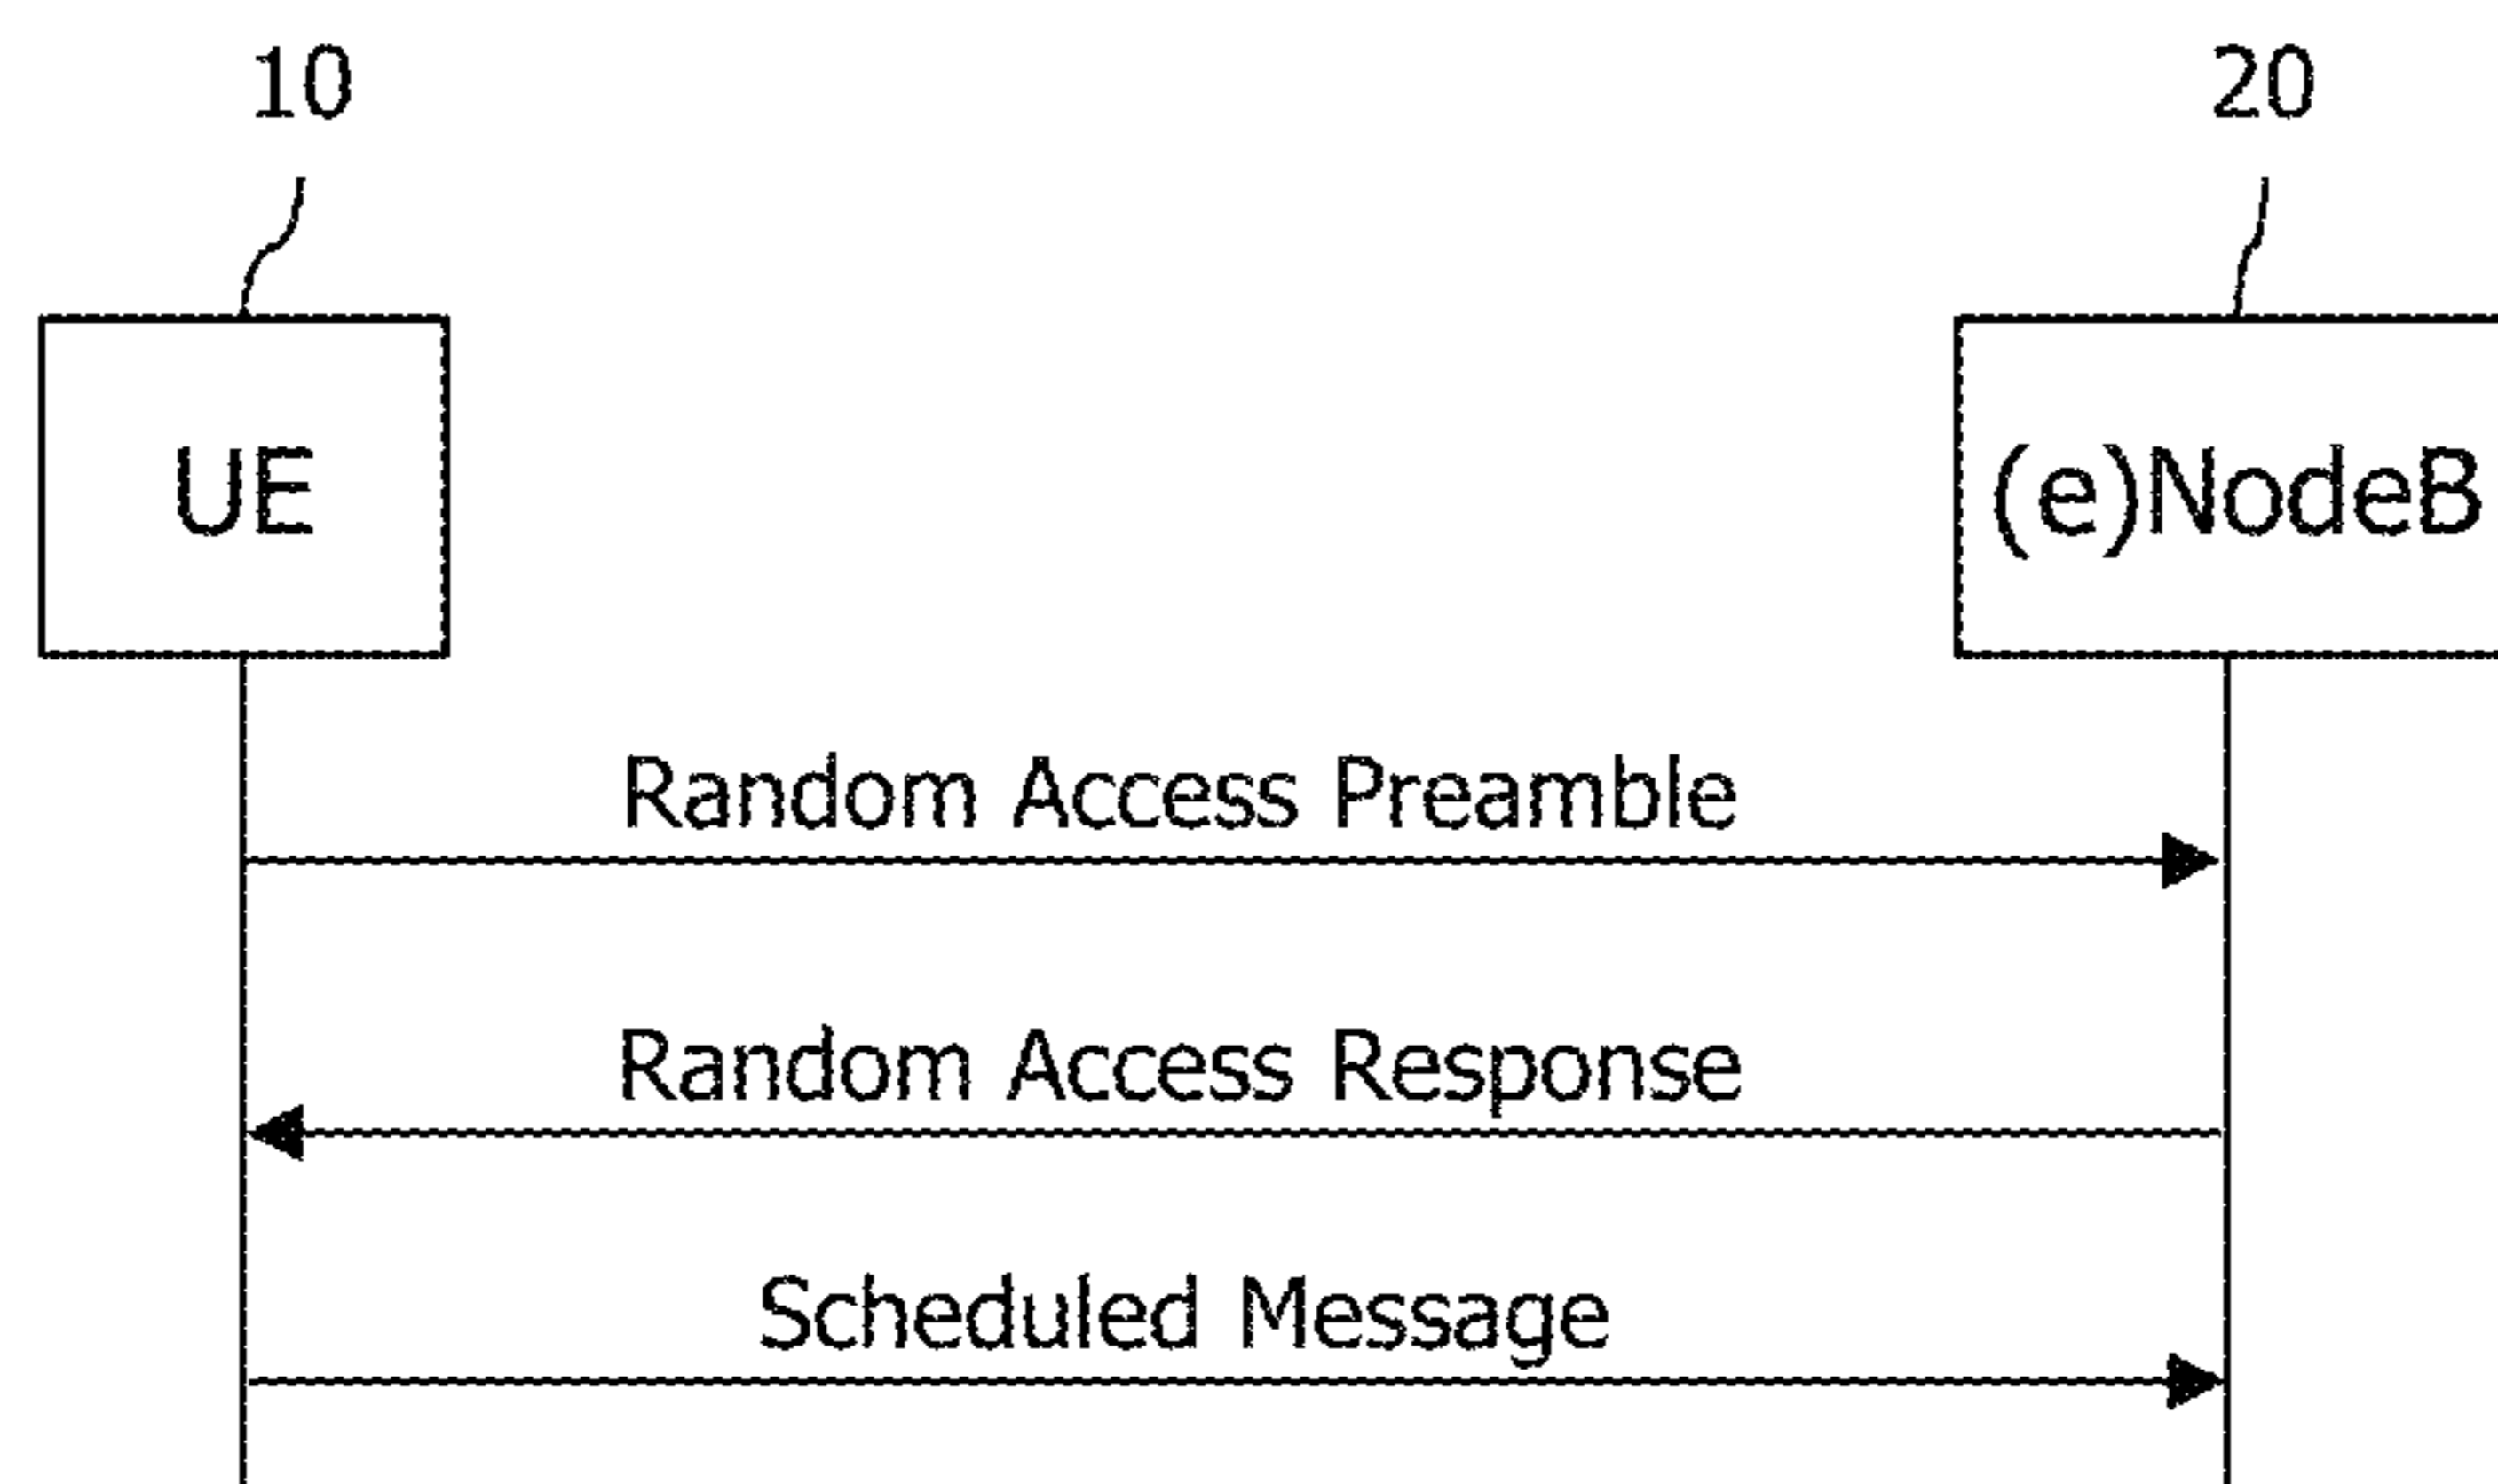 10
20
UE
(e)NodeB
Random Access Preamble
Random Access Response
Scheduled Message